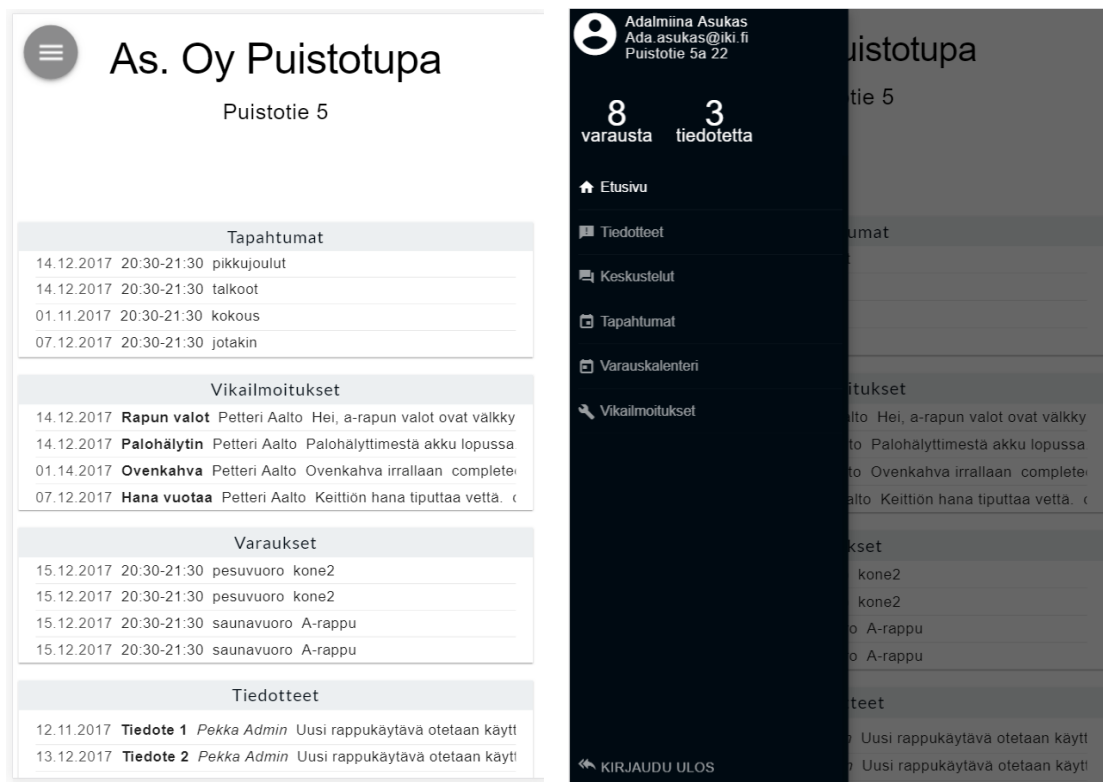 As. Oy Puistotupa
Puistotie 5
Tapahtumat
14.12.2017 20:30-21:30 pikkujoulut
14.12.2017 20:30-21:30 talkoot
01.11.2017 20:30-21:30 kokous
07.12.2017 20:30-21:30 jotakin
Vikailmoitukset
14.12.2017 Rapun valot Petteri Aalto Hei, a-rapun valot ovat välkky
14.12.2017 Palohälytin Petteri Aalto Palohälyttimestä akku lopussa
01.14.2017 Ovenkahva Petteri Aalto Ovenkahva irrallaan complete
07.12.2017 Hana vuotaa Petteri Aalto Keittiön hana tiputtaa vettä.
Varaukset
15.12.2017 20:30-21:30 pesuvuoro kone2
15.12.2017 20:30-21:30 pesuvuoro kone2
15.12.2017 20:30-21:30 saunavuoro A-rappu
15.12.2017 20:30-21:30 saunavuoro A-rappu
Tiedotteet
12.11.2017 Tiedote 1 Pekka Admin Uusi rappukäytävä otetaan käytt
13.12.2017 Tiedote 2 Pekka Admin Uusi rappukäytävä otetaan käytt
Adalmiina Asukas
Ada.asukas@iki.fi
Puistotie 5a 22
8 varausta
3 tiedotetta
Etusivu
Tiedotteet
Keskustelut
Tapahtumat
Varauskalenteri
Vikailmoitukset
KIRJAUDU ULOS
uistotupa
tie 5
umat
itukset
alto Hei, a-rapun valot ovat välkky
to Palohälyttimestä akku lopussa
to Ovenkahva irrallaan complete
alto Keittiön hana tiputtaa vettä.
kset
kone2
kone2
o A-rappu
o A-rappu
teet
Uusi rappukäytävä otetaan käytt
Uusi rappukäytävä otetaan käytt